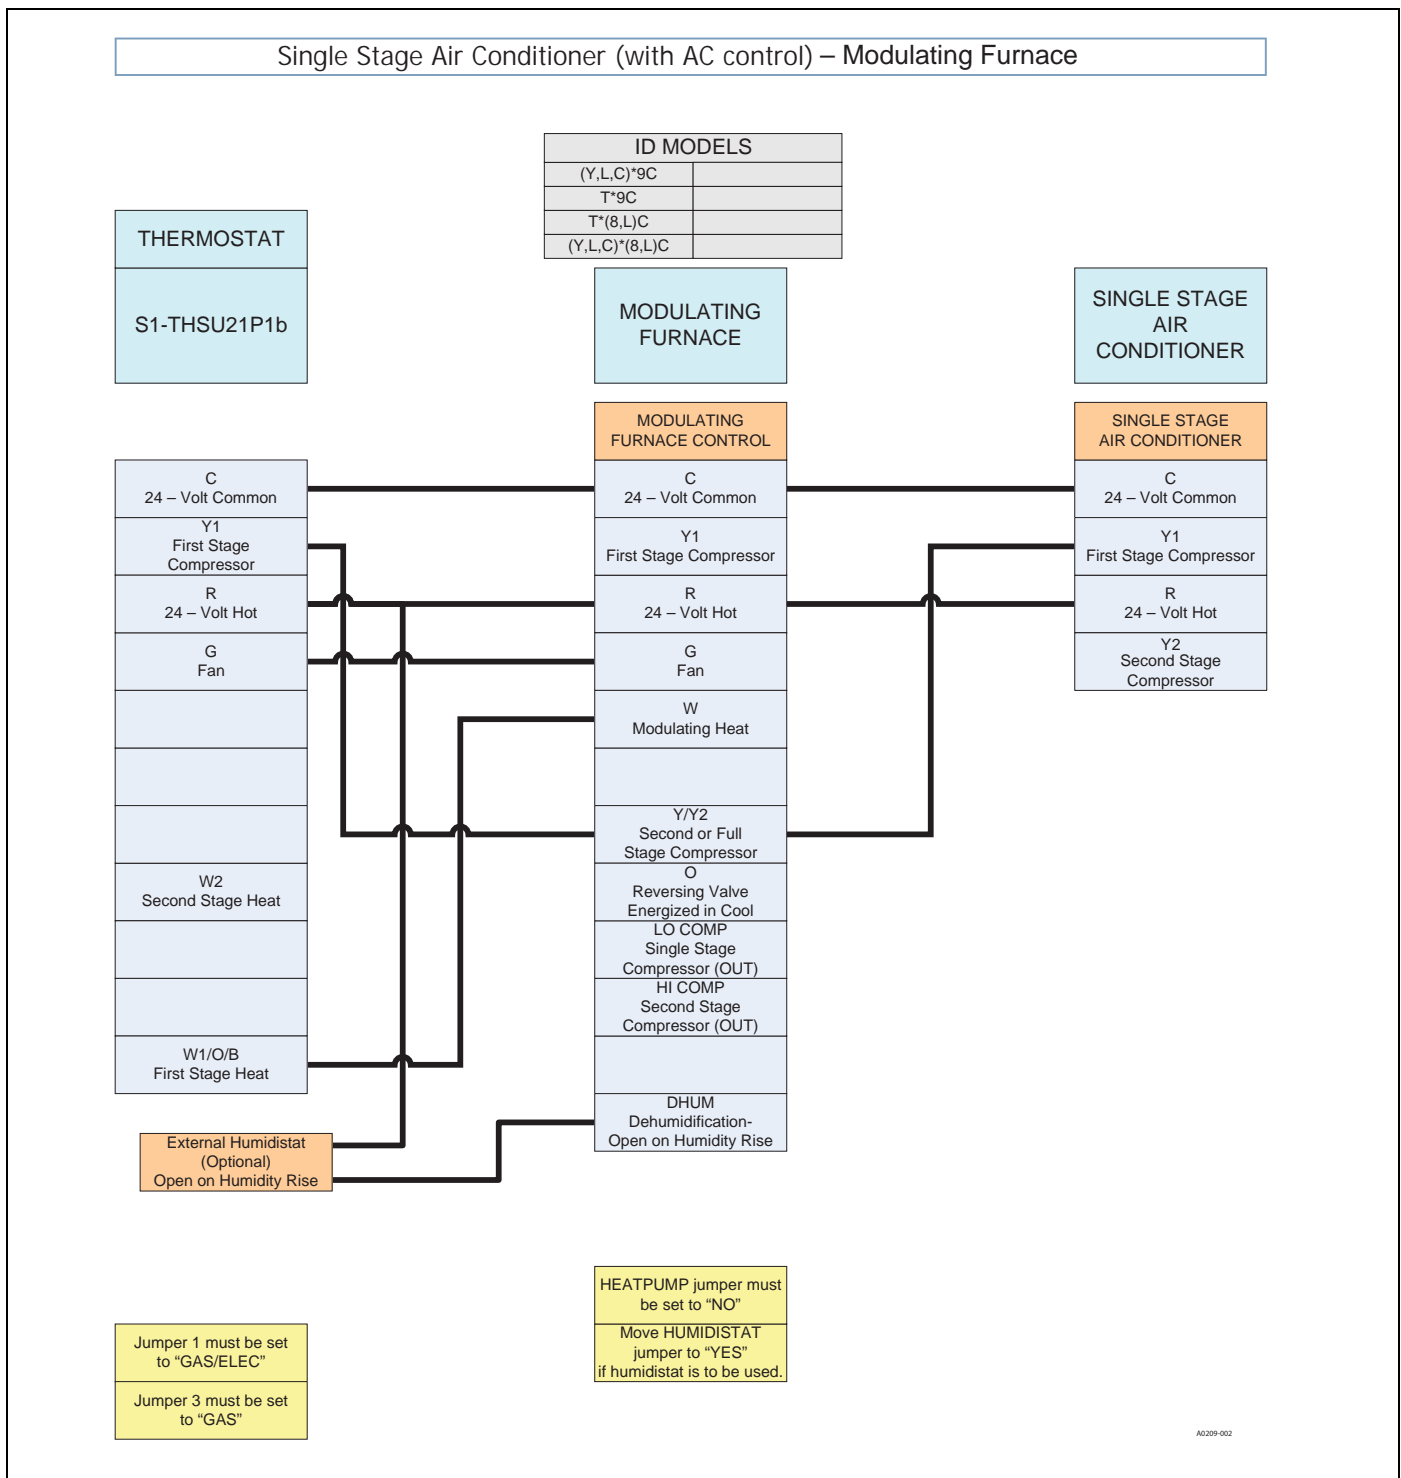 Single Stage Air Conditioner (with AC control) – Modulating Furnace
ID MODELS
(Y,L,C)*9C
T*9C
T*(8,L)C
(Y,L,C)*(8,L)C
THERMOSTAT
S1-THSU21P1b
MODULATING
FURNACE
SINGLE STAGE
AIR
CONDITIONER
MODULATING
FURNACE CONTROL
SINGLE STAGE
AIR CONDITIONER
C
24 – Volt Common
Y1
First Stage
Compressor
R
24 – Volt Hot
G
Fan
W2
Second Stage Heat
W1/O/B
First Stage Heat
External Humidistat
(Optional)
Open on Humidity Rise
C
24 – Volt Common
Y1
First Stage Compressor
R
24 – Volt Hot
G
Fan
W
Modulating Heat
Y/Y2
Second or Full
Stage Compressor
O
Reversing Valve
Energized in Cool
LO COMP
Single Stage
Compressor (OUT)
HI COMP
Second Stage
Compressor (OUT)
DHUM
Dehumidification-
Open on Humidity Rise
C
24 – Volt Common
Y1
First Stage Compressor
R
24 – Volt Hot
Y2
Second Stage
Compressor
HEATPUMP jumper must
be set to “NO”
Move HUMIDISTAT
jumper to “YES”
if humidistat is to be used.
Jumper 1 must be set
to “GAS/ELEC”
Jumper 3 must be set
to “GAS”
A0209-002